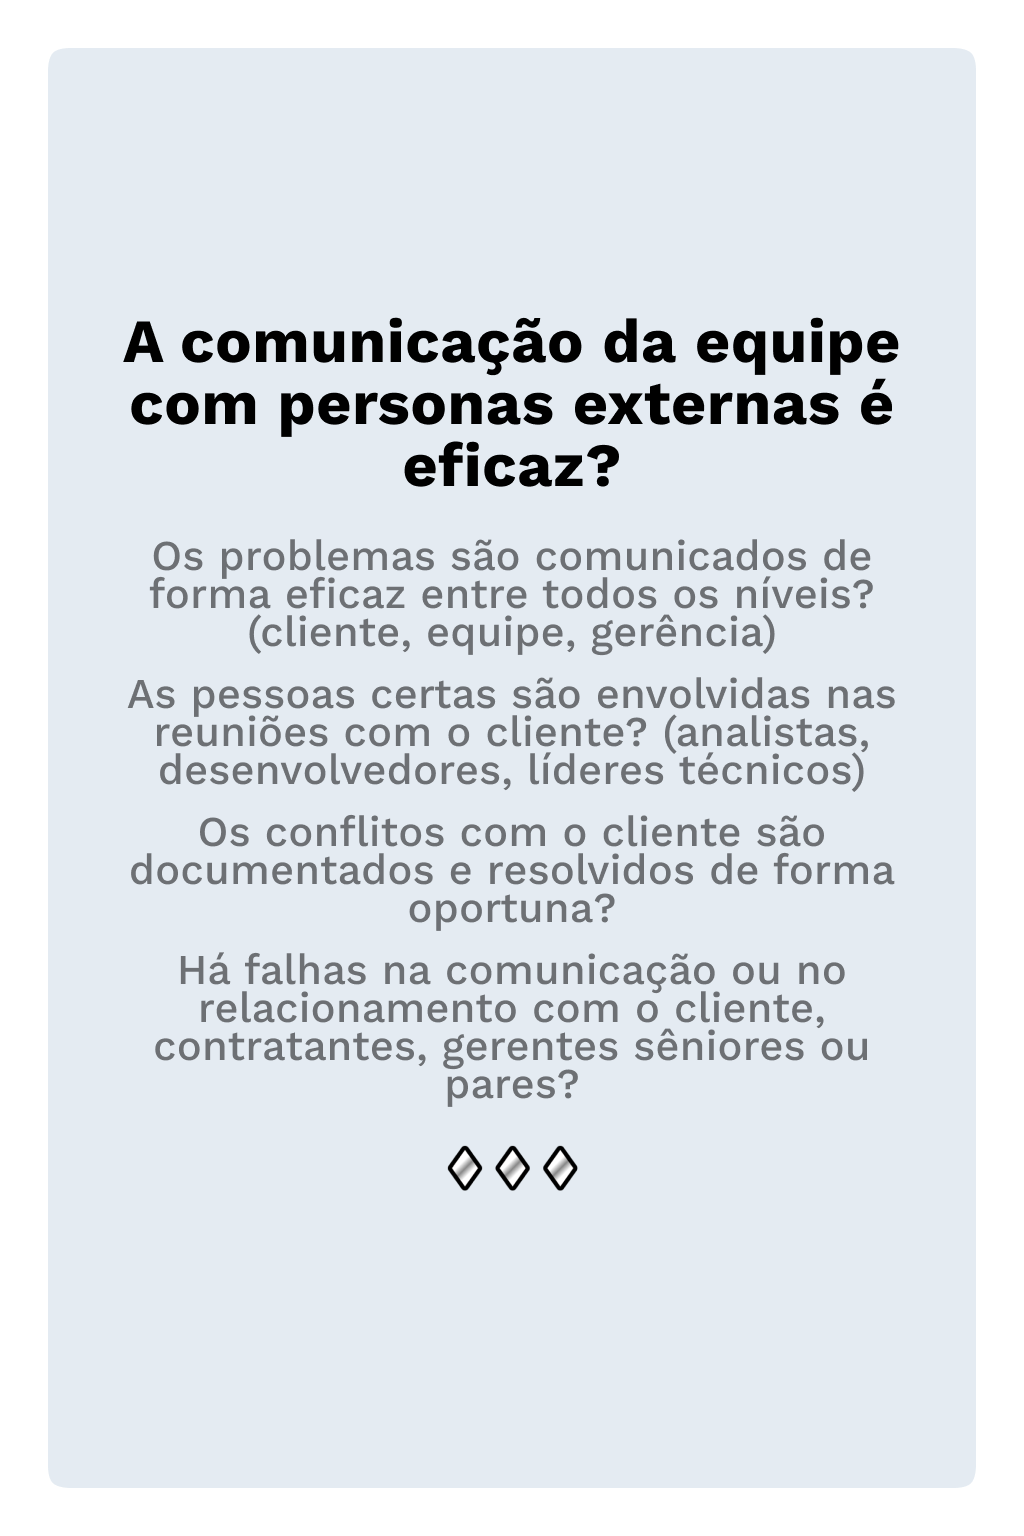 A comunicação da equipe
com personas externas é
eficaz?
Os problemas são comunicados de
forma eficaz entre todos os níveis?
(cliente, equipe, gerência)
As pessoas certas são envolvidas nas
reuniões com o cliente? (analistas,
desenvolvedores, líderes técnicos)
Os conflitos com o cliente são
documentados e resolvidos de forma
oportuna?
Há falhas na comunicação ou no
relacionamento com o cliente,
contratantes, gerentes sêniores ou
pares?